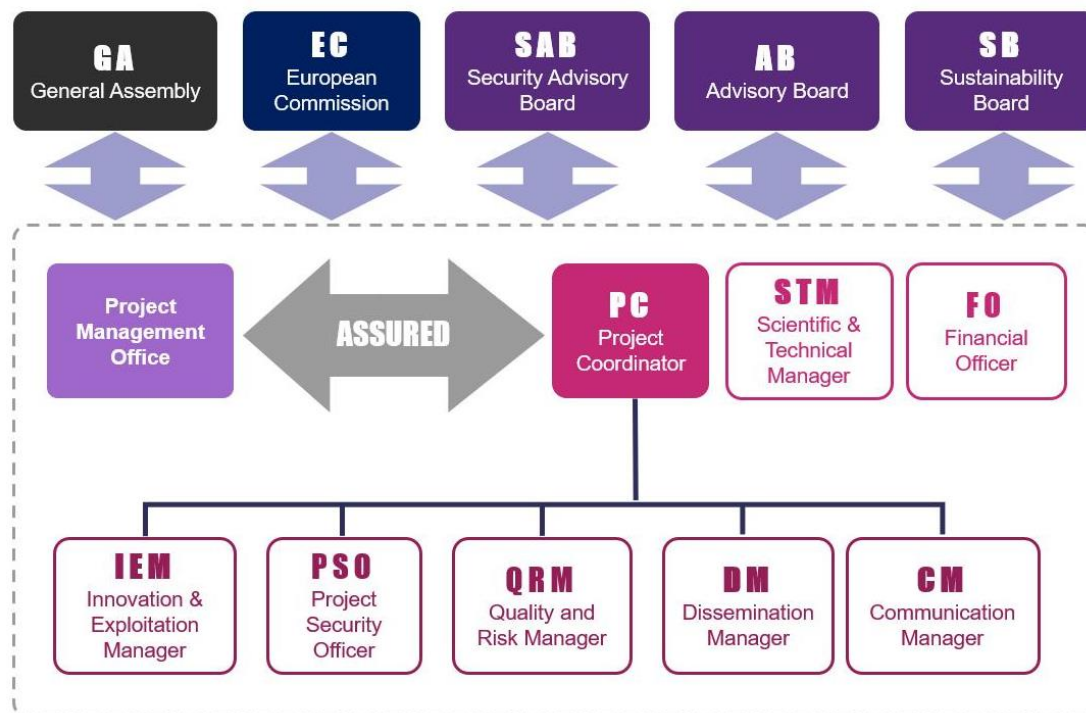 GA
General Assembly
EC
European
Commission
SAB
Security Advisory
Board
AB
Advisory Board
SB
Sustainability
Board
Project
Management
Office
ASSURED
PC
Project
Coordinator
STM
Scientific &
Technical
Manager
FO
Financial
Officer
IEM
Innovation &
Exploitation
Manager
PSO
Project
Security
Officer
QRM
Quality and
Risk Manager
DM
Dissemination
Manager
CM
Communication
Manager